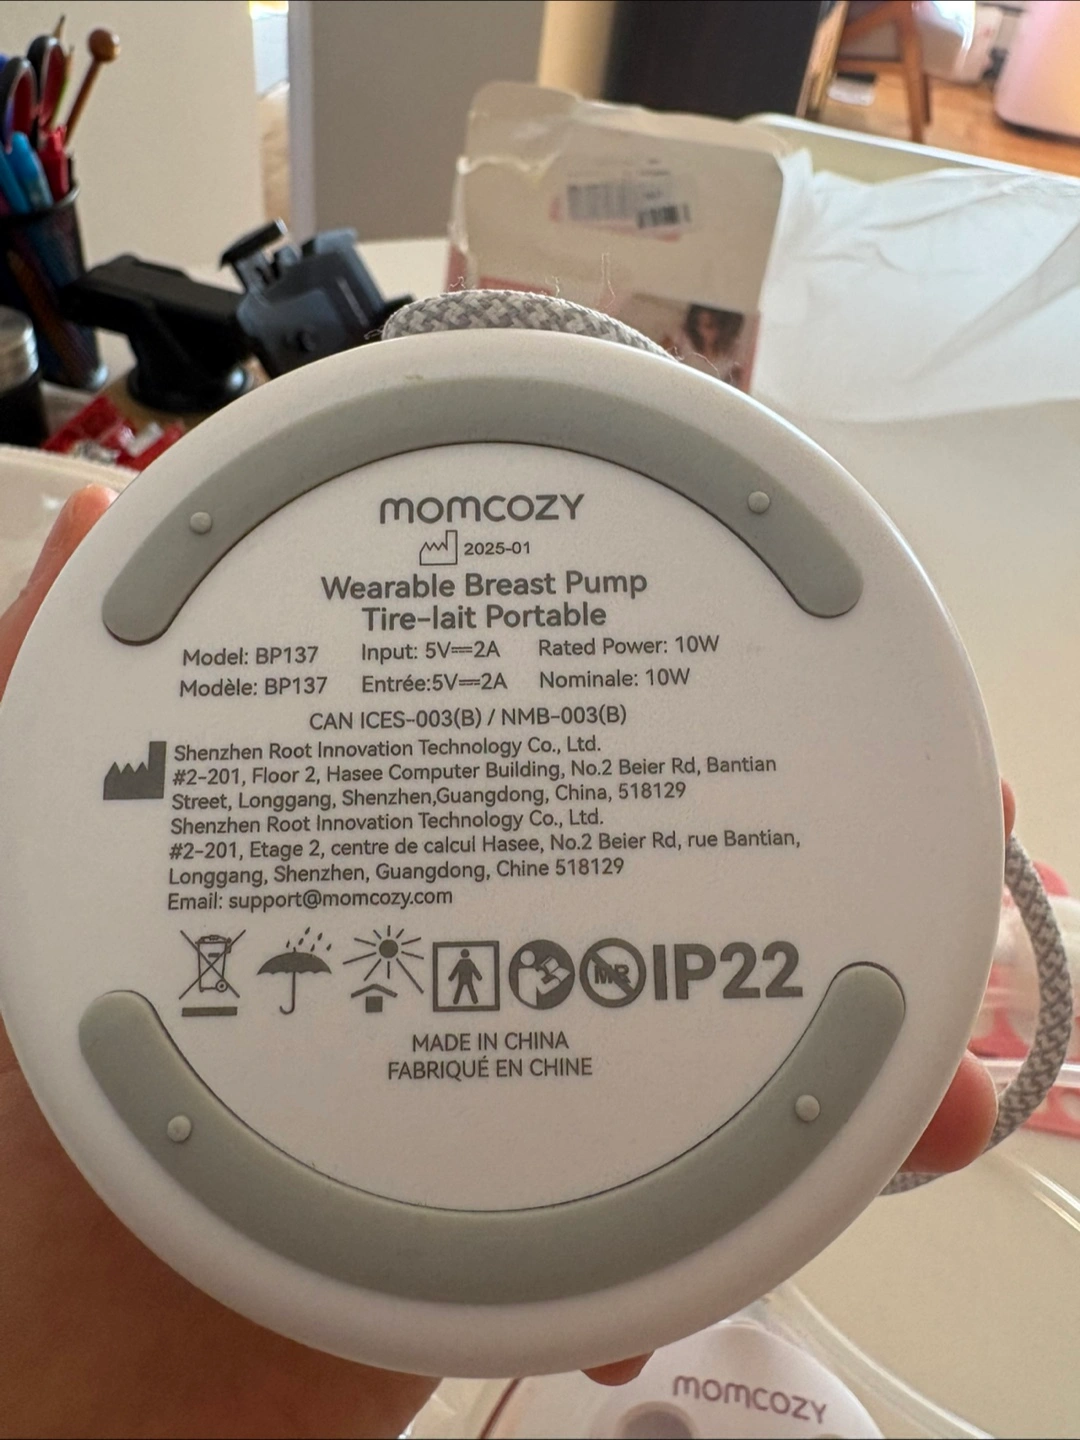 momcozy
2025-01
Wearable Breast Pump
Tire-lait Portable
Model: BP137 Input: 5V⎓2A Rated Power: 10W
Modèle: BP137 Entrée:5V⎓2A Nominale: 10W
CAN ICES-003(B) / NMB-003(B)
Shenzhen Root Innovation Technology Co., Ltd.
#2-201, Floor 2, Hasee Computer Building, No.2 Beier Rd, Bantian
Street, Longgang, Shenzhen,Guangdong, China, 518129
Shenzhen Root Innovation Technology Co., Ltd.
#2-201, Etage 2, centre de calcul Hasee, No.2 Beier Rd, rue Bantian,
Longgang, Shenzhen, Guangdong, Chine 518129
Email: support@momcozy.com
MR IP22
MADE IN CHINA
FABRIQUÉ EN CHINE
momcozy